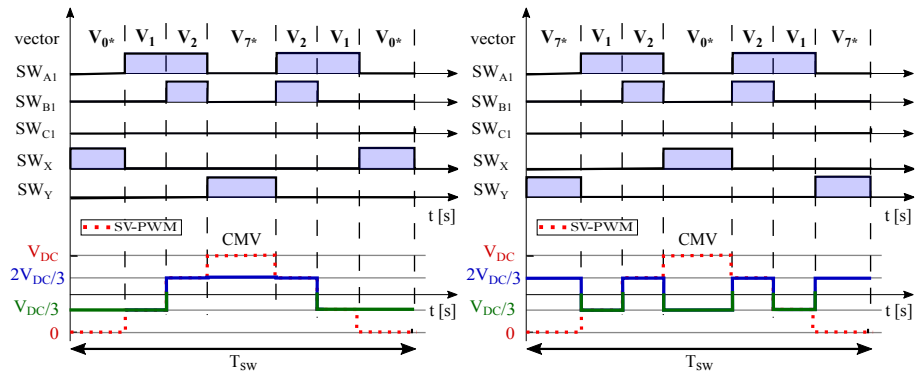 vector V0* V1 V2 V7* V2 V1 V0*
SWA1
SWB1
SWC1
SWX
SWY
t [s]
SV-PWM
CMV
VDC
2VDC/3
VDC/3
t [s]
0
TSW
vector V7* V1 V2 V0* V2 V1 V7*
SWA1
SWB1
SWC1
SWX
SWY
t [s]
SV-PWM
CMV
VDC
2VDC/3
VDC/3
t [s]
0
TSW